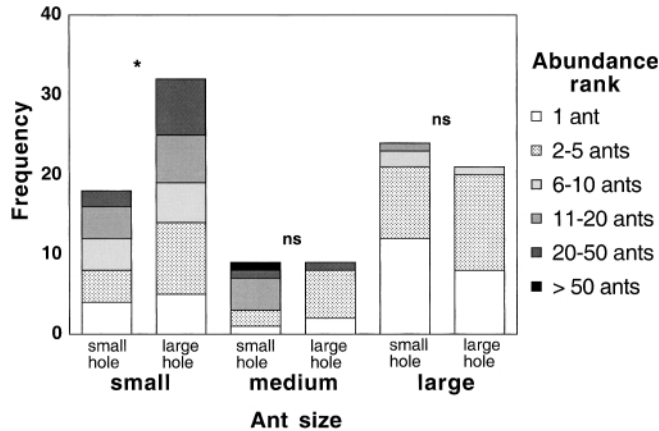 40
30
20
10
0
Frequency
*
ns
ns
small
hole
large
hole
small
hole
large
hole
small
hole
large
hole
small
medium
large
Ant size
Abundance
rank
1 ant
2-5 ants
6-10 ants
11-20 ants
20-50 ants
> 50 ants